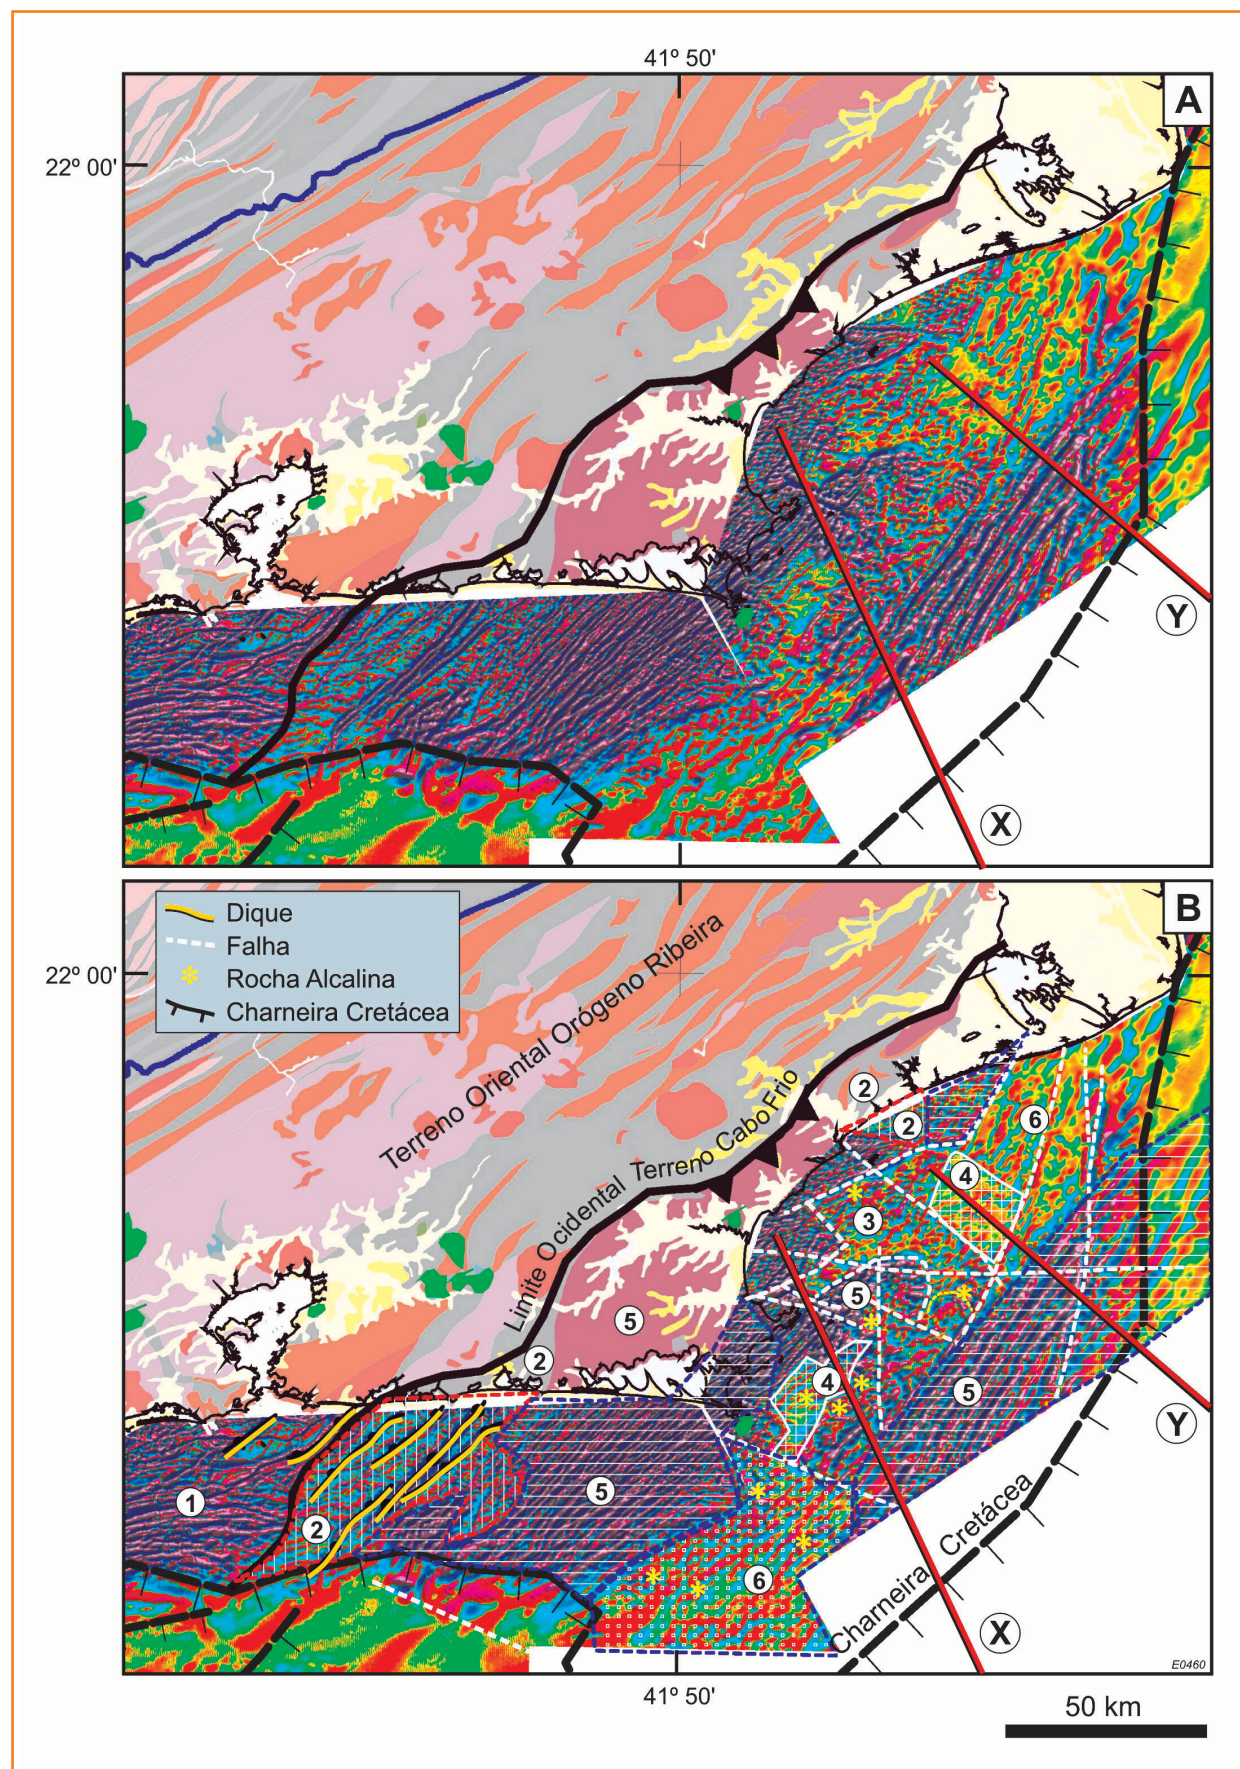 41º 50'
A
22º 00'
Y
X
B
Dique
Falha
Rocha Alcalina
Charneira Cretácea
22º 00'
Terreno Oriental Orógeno Ribeira
Limite Ocidental Terreno Cabo Frio
2
2
6
4
3
5
5
2
4
5
Y
5
1
2
6
Charneira Cretácea
X
E0460
41º 50'
50 km